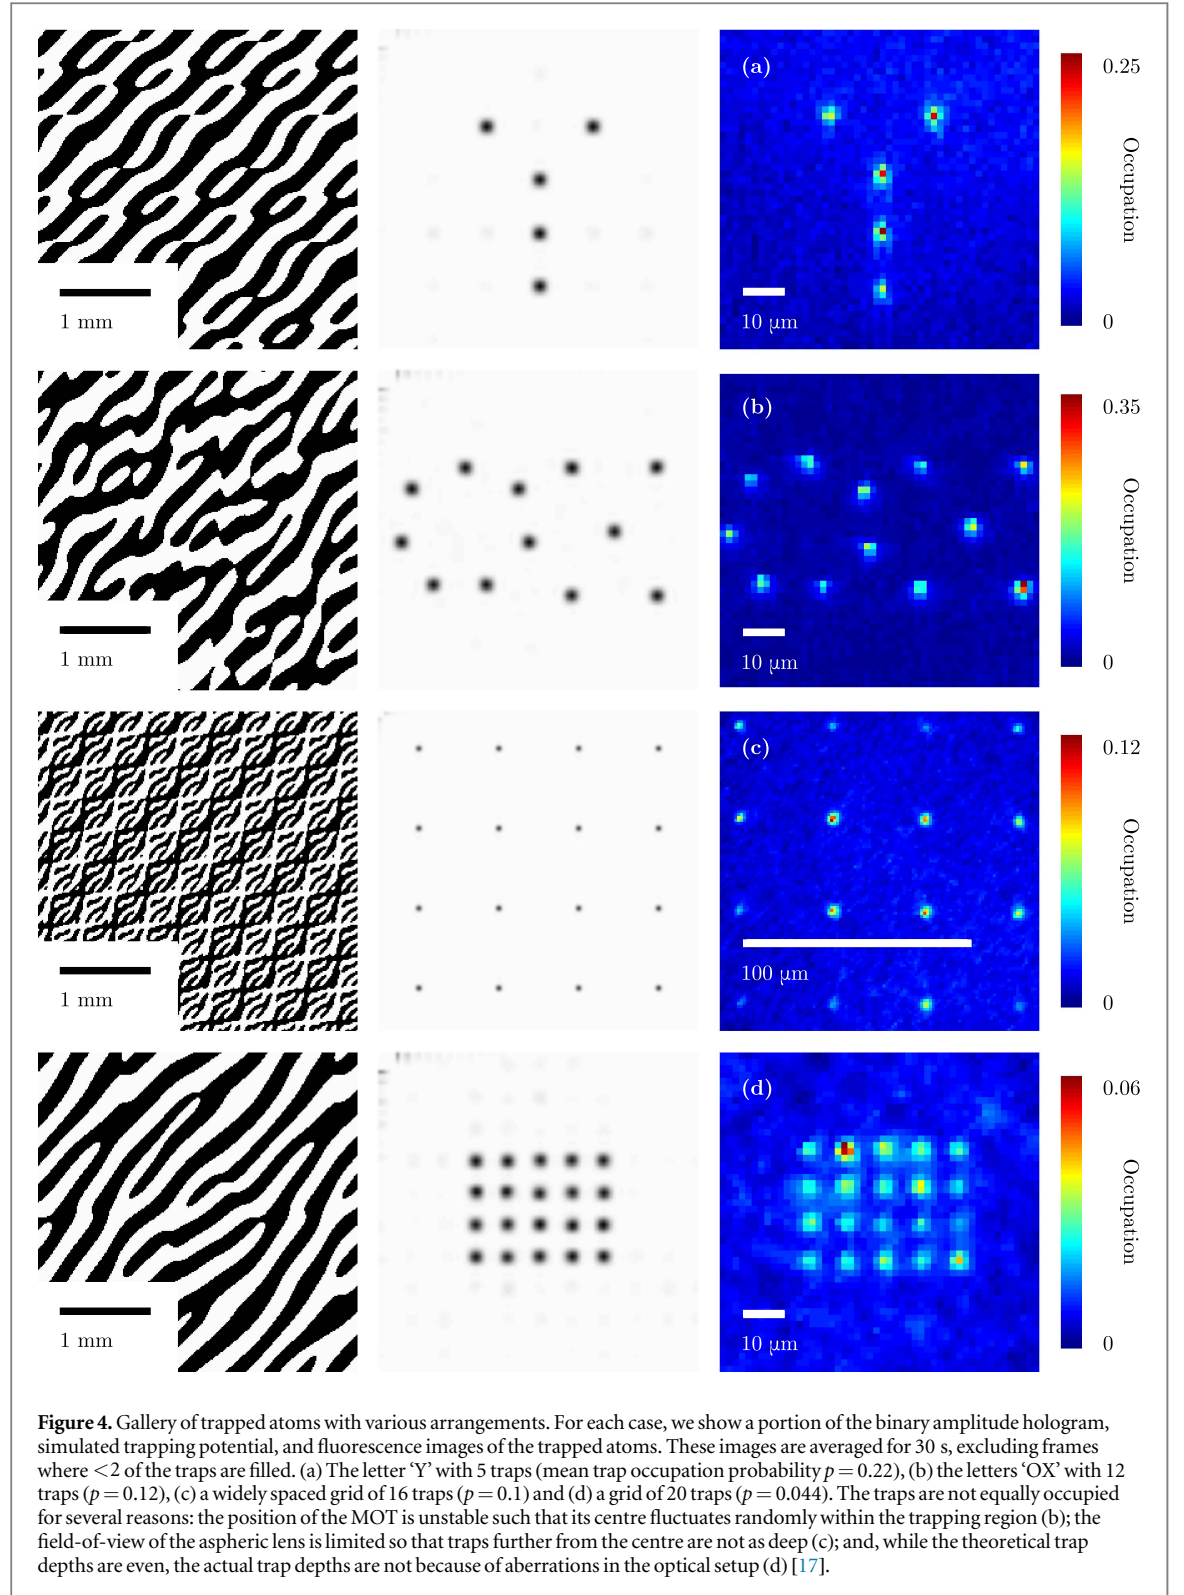 (a)
0.25
Occupation
0
1 mm
10 μm
(b)
0.35
Occupation
0
1 mm
10 μm
(c)
0.12
Occupation
0
1 mm
100 μm
(d)
0.06
Occupation
0
1 mm
10 μm
Figure 4. Gallery of trapped atoms with various arrangements. For each case, we show a portion of the binary amplitude hologram,
simulated trapping potential, and fluorescence images of the trapped atoms. These images are averaged for 30 s, excluding frames
where <2 of the traps are filled. (a) The letter ‘Y’ with 5 traps (mean trap occupation probability p = 0.22), (b) the letters ‘OX’ with 12
traps (p = 0.12), (c) a widely spaced grid of 16 traps (p = 0.1) and (d) a grid of 20 traps (p = 0.044). The traps are not equally occupied
for several reasons: the position of the MOT is unstable such that its centre fluctuates randomly within the trapping region (b); the
field-of-view of the aspheric lens is limited so that traps further from the centre are not as deep (c); and, while the theoretical trap
depths are even, the actual trap depths are not because of aberrations in the optical setup (d) [17].